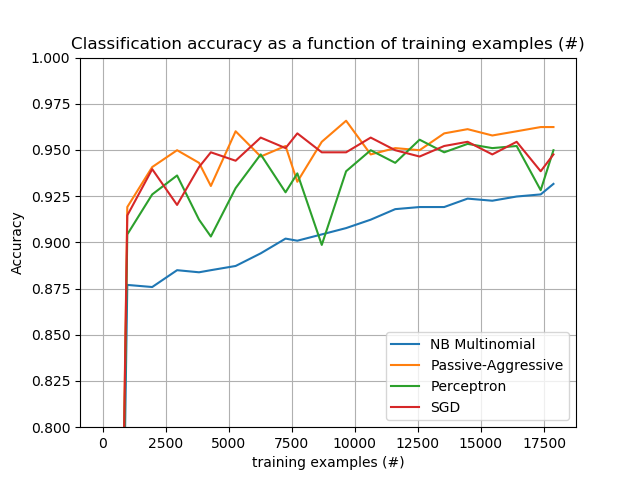 Classification accuracy as a function of training examples (#)
1.000
0.975
0.950
0.925
0.900
0.875
0.850
0.825
0.800
Accuracy
NB Multinomial
Passive-Aggressive
Perceptron
SGD
0 2500 5000 7500 10000 12500 15000 17500
training examples (#)